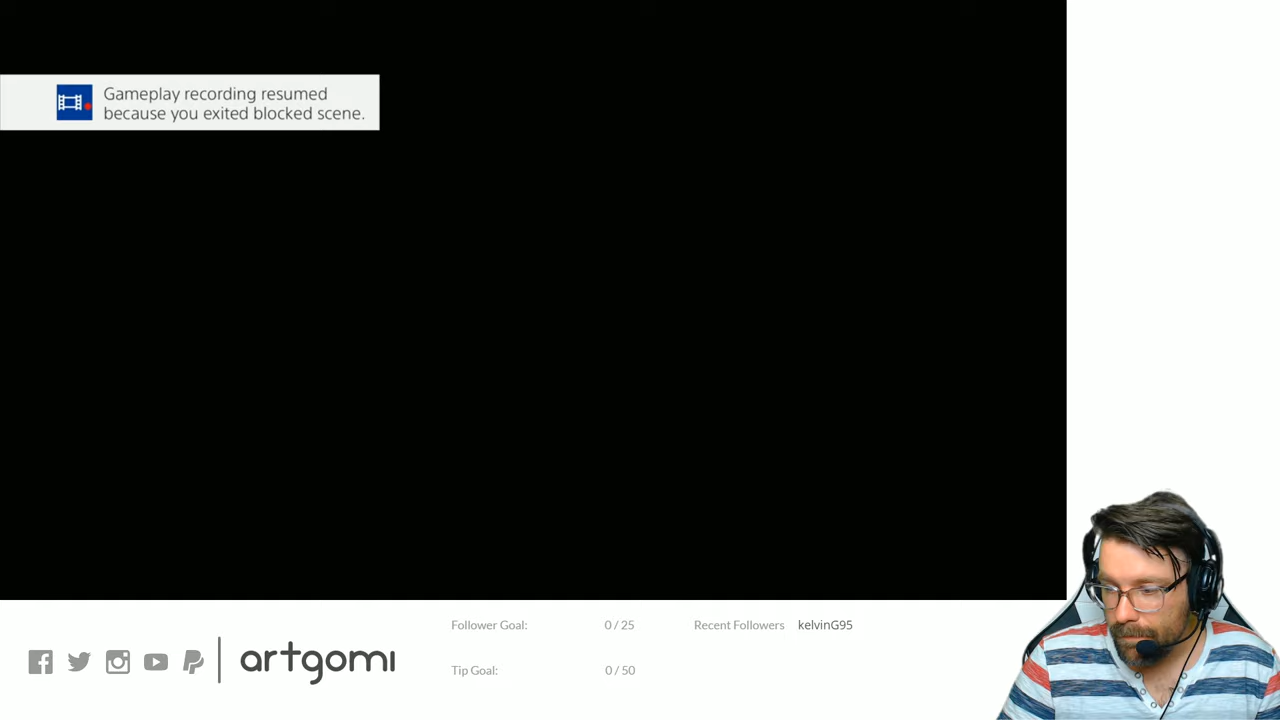 Gameplay recording resumed
because you exited blocked scene.
Follower Goal: 0 / 25 Recent Followers kelvinG95
artgomi
Tip Goal: 0 / 50